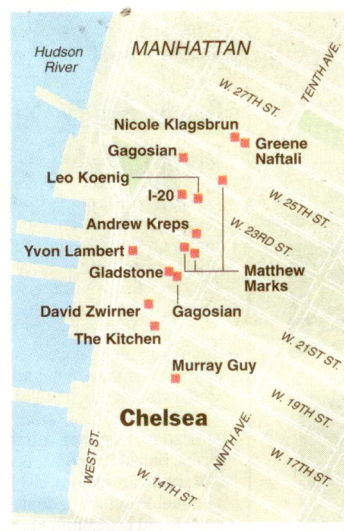 Hudson
River
MANHATTAN
TENTH AVE.
W. 27TH ST.
Nicole Klagsbrun
Greene
Naftali
Gagosian
Leo Koenig
I-20
W. 25TH ST.
Andrew Kreps
W. 23RD ST.
Yvon Lambert
Gladstone
Matthew
Marks
David Zwirner
Gagosian
The Kitchen
W. 21ST ST.
Murray Guy
W. 19TH ST.
Chelsea
NINTH AVE.
W. 17TH ST.
WEST ST.
W. 14TH ST.